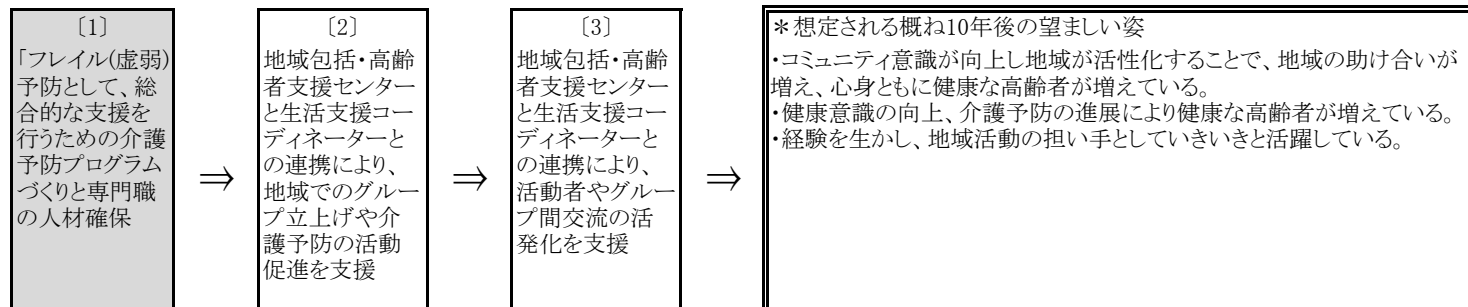 〔1〕
「フレイル(虚弱)
予防として、総
合的な支援を
行うための介護
予防プログラム
づくりと専門職
の人材確保
⇒
〔2〕
地域包括・高齢
者支援センター
と生活支援コー
ディネーターと
の連携により、
地域でのグルー
プ立上げや介
護予防の活動
促進を支援
⇒
〔3〕
地域包括・高齢
者支援センター
と生活支援コー
ディネーターと
の連携により、
活動者やグルー
プ間交流の活
発化を支援
⇒
＊想定される概ね10年後の望ましい姿
・コミュニティ意識が向上し地域が活性化することで、地域の助け合いが
増え、心身ともに健康な高齢者が増えている。
・健康意識の向上、介護予防の進展により健康な高齢者が増えている。
・経験を生かし、地域活動の担い手としていきいきと活躍している。